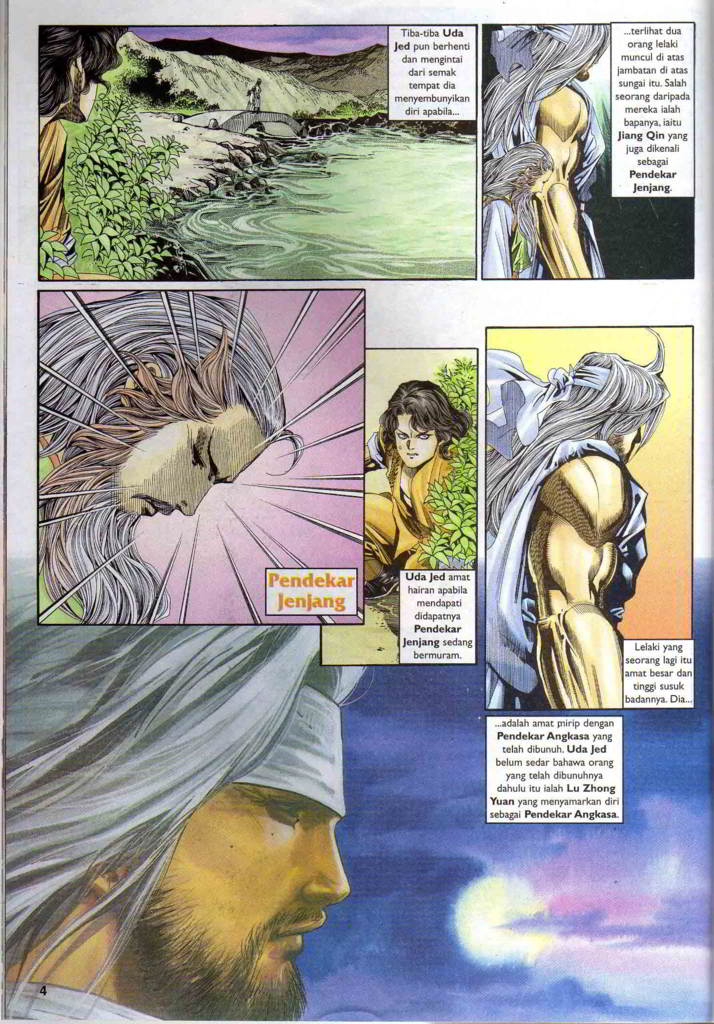 Tiba-tiba Uda
Jed pun berhenti
dan mengintai
dari semak
tempat dia
menyembunyikan
diri apabila...
...terlihat dua
orang lelaki
muncul di atas
jambatan di atas
sungai itu. Salah
seorang daripada
mereka ialah
bapanya, iaitu
Jiang Qin yang
juga dikenali
sebagai
Pendekar
Jenjang.
Pendekar
Jenjang
Uda Jed amat
hairan apabila
mendapati
didapatnya
Pendekar
Jenjang sedang
bermuram.
Lelaki yang
seorang lagi itu
amat besar dan
tinggi susuk
badannya. Dia...
...adalah amat mirip dengan
Pendekar Angkasa yang
telah dibunuh. Uda Jed
belum sedar bahawa orang
yang telah dibunuhnya
dahulu itu ialah Lu Zhong
Yuan yang menyamarkan diri
sebagai Pendekar Angkasa.
4